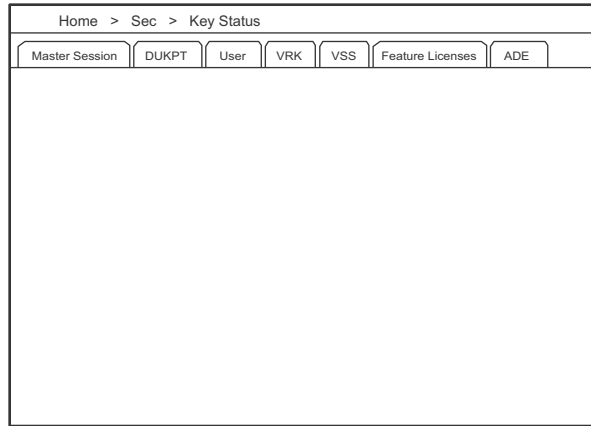 Home > Sec > Key Status
Master Session DUKPT User VRK VSS Feature Licenses ADE